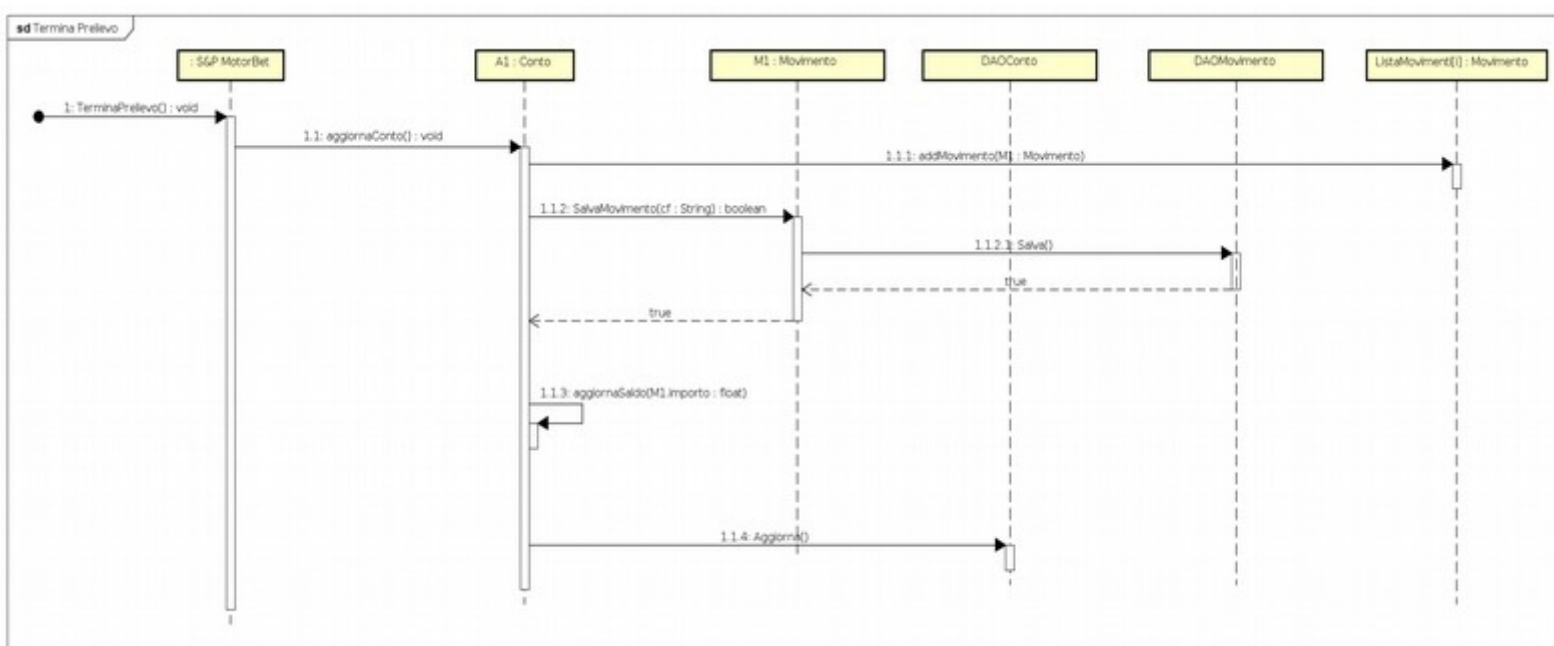 sd Termina Prelievo
: S&P MotorBet
A1 : Conto
M1 : Movimento
DAOConto
DAOMovimento
ListaMovimenti[i] : Movimento
1: TerminaPrelievo() : void
1.1: aggiornaConto() : void
1.1.1: addMovimento(M1 : Movimento)
1.1.2: SalvaMovimento(cf : String) : boolean
1.1.2.1: Salva()
true
true
1.1.3: aggiornaSaldo(M1.importo : float)
1.1.4: Aggiorna()